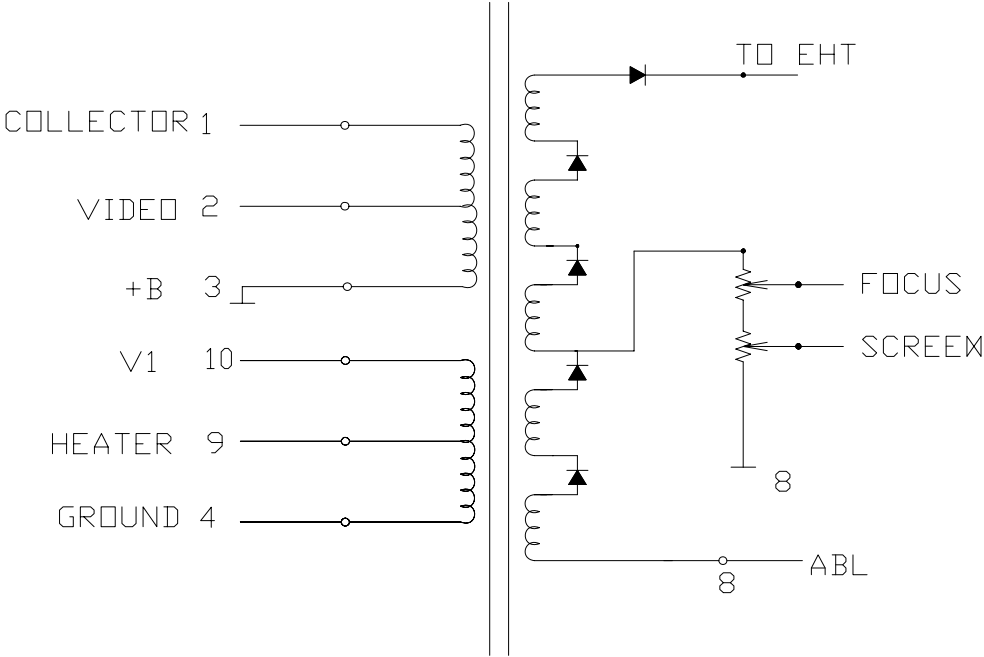 TO EHT
COLLECTOR 1
VIDEO 2
+B 3
FOCUS
V1 10
SCREEN
HEATER 9
8
GROUND 4
ABL
8